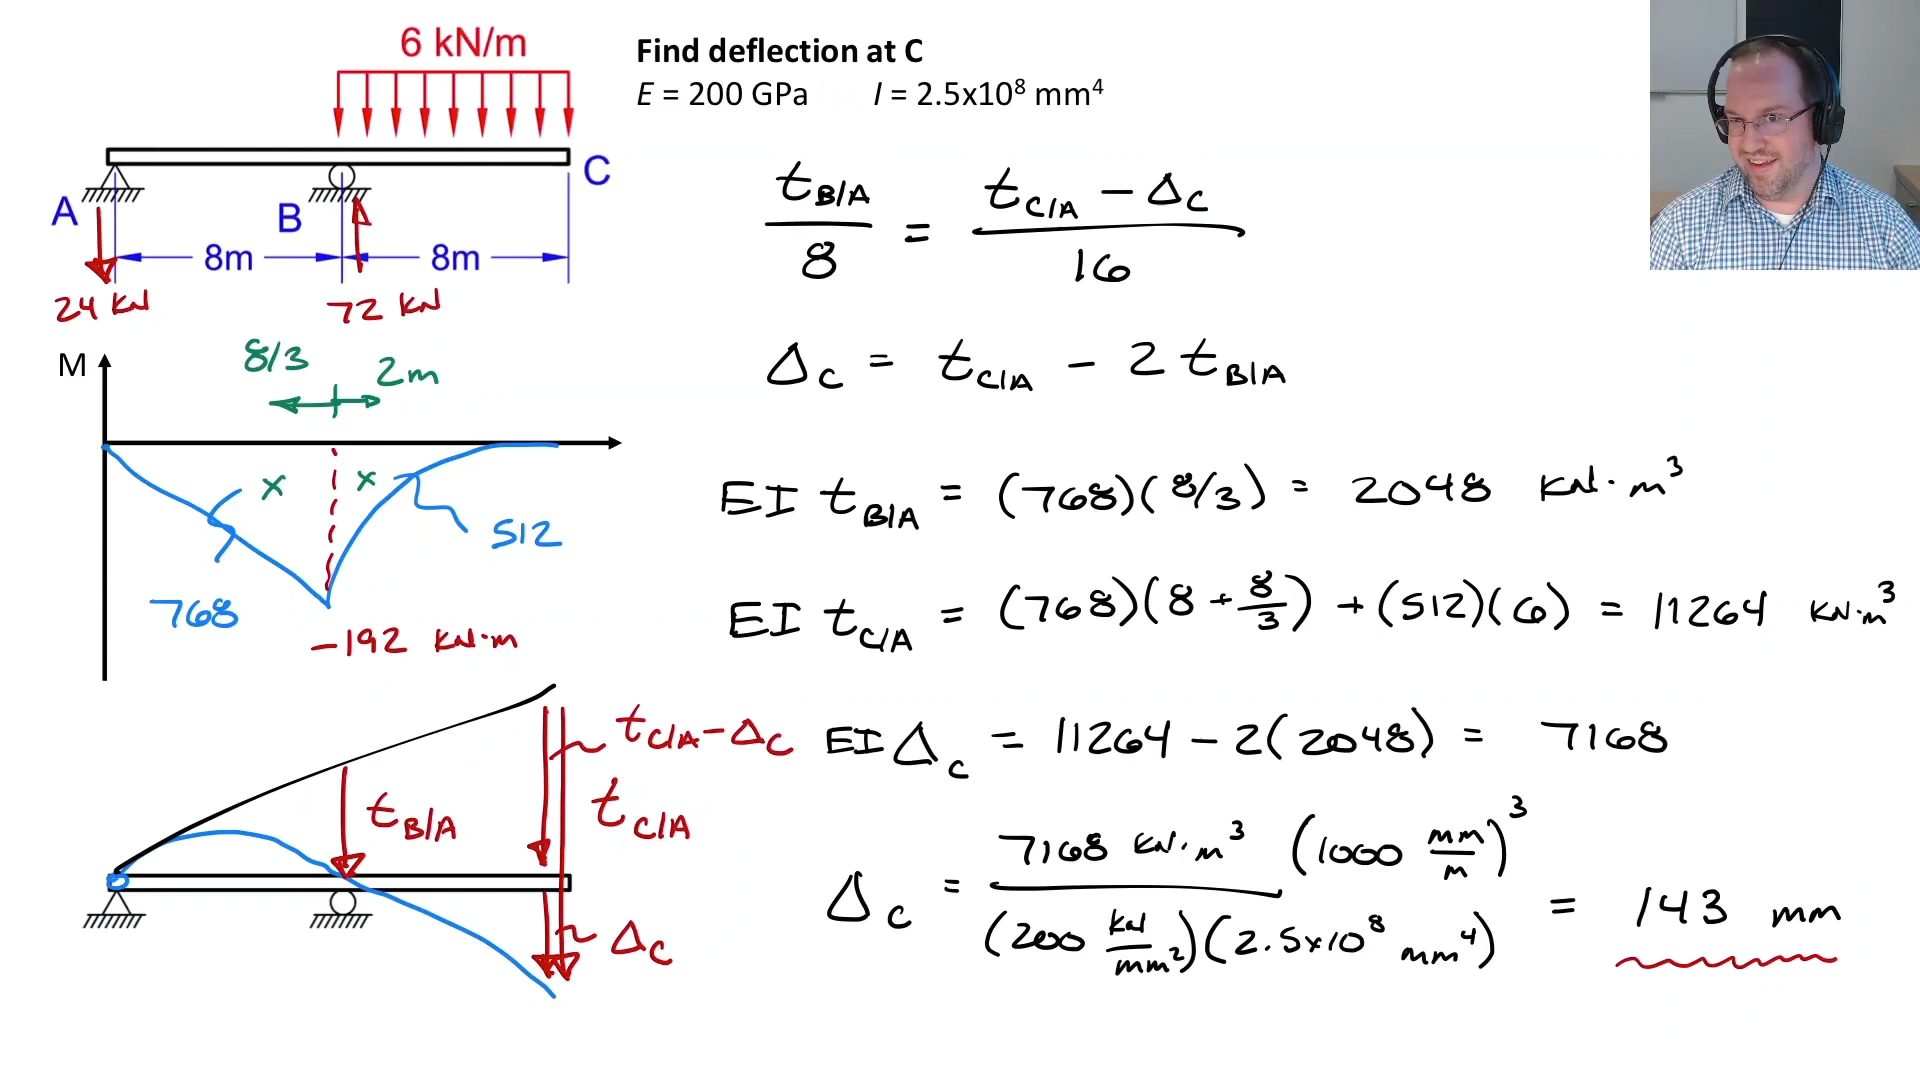 6 kN/m
A
B
C
8m
8m
24 kN
72 kN
Find deflection at C
E = 200 GPa I = 2.5x10⁸ mm⁴
t_B/A / 8 = (t_C/A - Δ_C) / 16
Δ_C = t_C/A - 2 t_B/A
M
8/3
2m
x
x
768
512
-192 kN·m
EI t_B/A = (768)(8/3) = 2048 kN·m³
EI t_C/A = (768)(8 + 8/3) + (512)(6) = 11264 kN·m³
t_B/A
t_C/A - Δ_C
t_C/A
Δ_C
EI Δ_C = 11264 - 2(2048) = 7168
Δ_C = 7168 kN·m³ (1000 mm/m)³ / (200 kN/mm²)(2.5x10⁸ mm⁴) = 143 mm